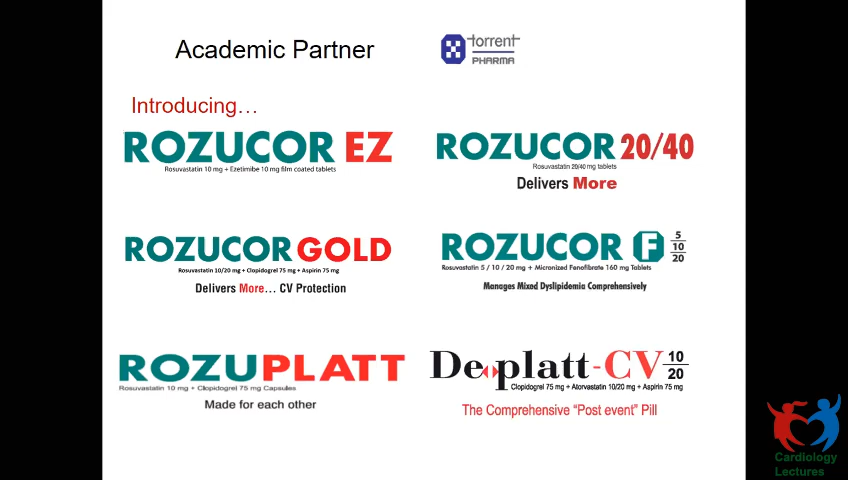 Academic Partner
torrent
PHARMA
Introducing…
ROZUCOR EZ
Rosuvastatin 10 mg + Ezetimibe 10 mg film coated tablets
ROZUCOR 20/40
Rosuvastatin 20/40 mg tablets
Delivers More
ROZUCOR GOLD
Rosuvastatin 10/20 mg + Clopidogrel 75 mg + Aspirin 75 mg
Delivers More... CV Protection
ROZUCOR F 5 10 20
Rosuvastatin 5 / 10 / 20 mg + Micronized Fenofibrate 160 mg Tablets
Manages Mixed Dyslipidemia Comprehensively
ROZUPLATT
Rosuvastatin 10 mg + Clopidogrel 75 mg Capsules
Made for each other
Deplatt-CV 10 20
Clopidogrel 75 mg + Atorvastatin 10/20 mg + Aspirin 75 mg
The Comprehensive “Post event” Pill
Cardiology
Lectures